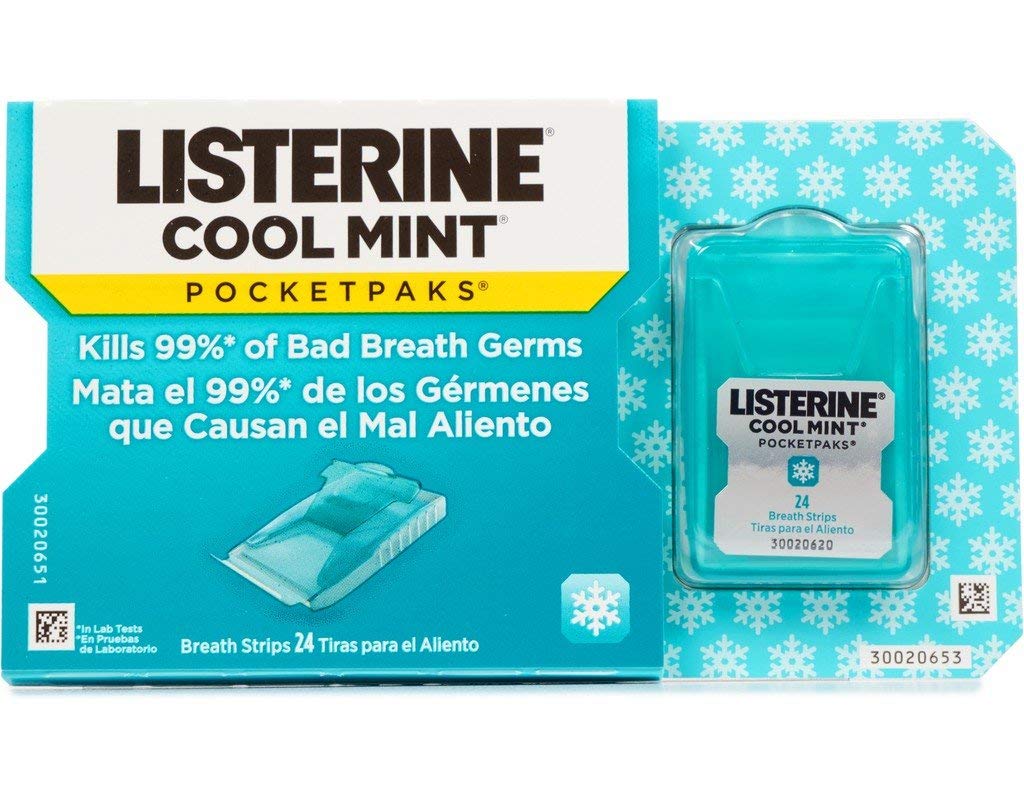 LISTERINE®
COOL MINT®
POCKETPAKS®
Kills 99%* of Bad Breath Germs
Mata el 99%* de los Gérmenes
que Causan el Mal Aliento
30020651
*In Lab Tests
*En Pruebas
de Laboratorio
Breath Strips 24 Tiras para el Aliento
LISTERINE®
COOL MINT®
POCKETPAKS®
24
Breath Strips
Tiras para el Aliento
30020620
30020653